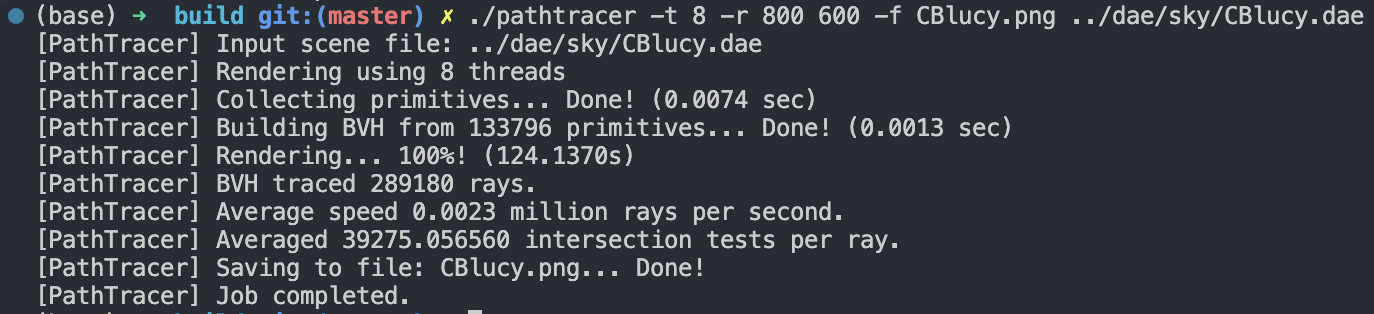 (base) ➜ build git:(master) ✗ ./pathtracer -t 8 -r 800 600 -f CBlucy.png ../dae/sky/CBlucy.dae
[PathTracer] Input scene file: ../dae/sky/CBlucy.dae
[PathTracer] Rendering using 8 threads
[PathTracer] Collecting primitives... Done! (0.0074 sec)
[PathTracer] Building BVH from 133796 primitives... Done! (0.0013 sec)
[PathTracer] Rendering... 100%! (124.1370s)
[PathTracer] BVH traced 289180 rays.
[PathTracer] Average speed 0.0023 million rays per second.
[PathTracer] Averaged 39275.056560 intersection tests per ray.
[PathTracer] Saving to file: CBlucy.png... Done!
[PathTracer] Job completed.